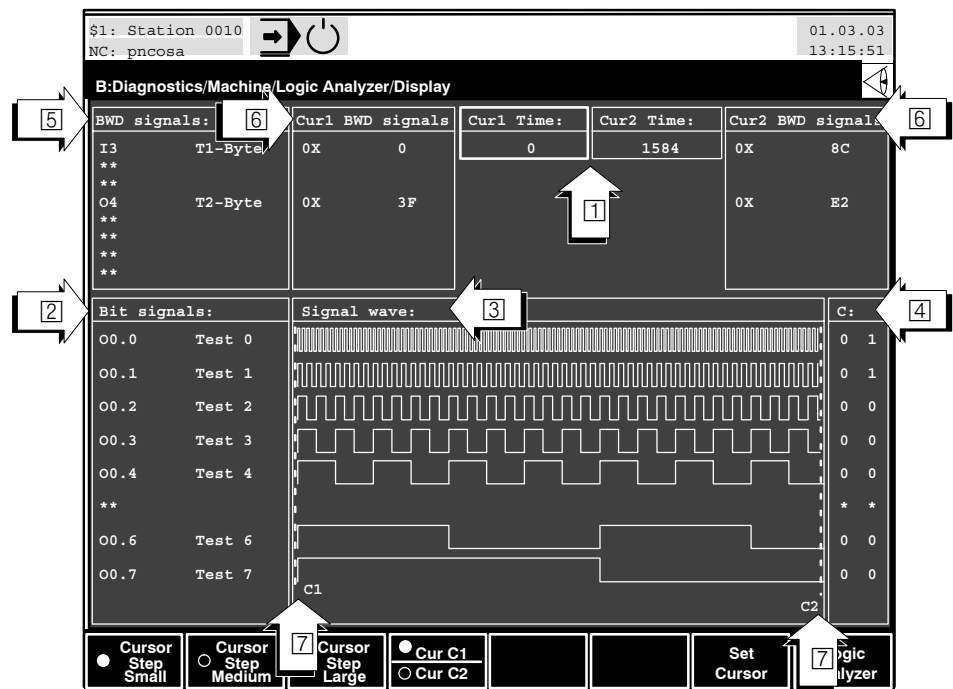 $1: Station 0010
NC: pncosa
01.03.03
13:15:51
B:Diagnostics/Machine/Logic Analyzer/Display
5
6
6
BWD signals:
Cur1 BWD signals
Cur1 Time:
Cur2 Time:
Cur2 BWD signal
I3 T1-Byte 0X 0 0 1584 0X 8C
**
**
O4 T2-Byte 0X 3F 0X E2
**
**
**
**
1
2
3
4
Bit signals:
Signal wave:
C:
O0.0 Test 0 0 1
O0.1 Test 1 0 1
O0.2 Test 2 0 0
O0.3 Test 3 0 0
O0.4 Test 4 0 0
** * *
O0.6 Test 6 0 0
O0.7 Test 7 0 0
C1
C2
7
7
Cursor
Step
Small
Cursor
Step
Medium
Cursor
Step
Large
Cur C1
Cur C2
Set
Cursor